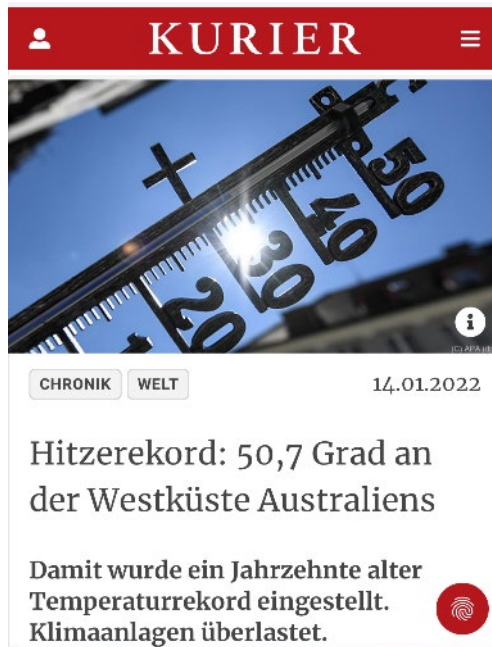 KURIER
50
40
30
20
CHRONIK WELT 14.01.2022
Hitzerekord: 50,7 Grad an
der Westküste Australiens
Damit wurde ein Jahrzehnte alter
Temperaturrekord eingestellt.
Klimaanlagen überlastet.